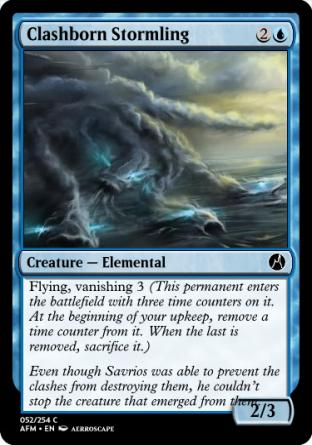 Clashborn Stormling 2
Creature — Elemental
Flying, vanishing 3 (This permanent enters
the battlefield with three time counters on it.
At the beginning of your upkeep, remove a
time counter from it. When the last is
removed, sacrifice it.)
Even though Savrios was able to prevent the
clashes from destroying them, he couldn't
stop the creature that emerged from them.
2/3
052/254 C
AFM • EN AEROSCAPE